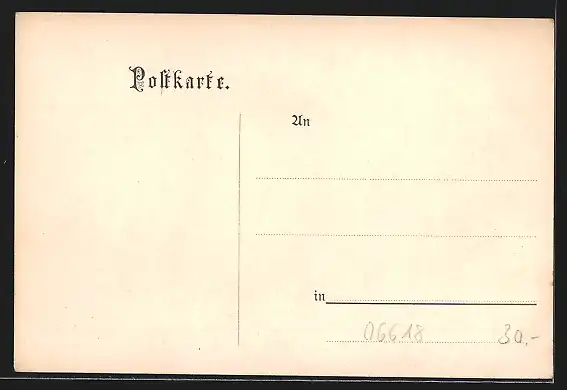 Postkarte.
An
in
06618 30,-